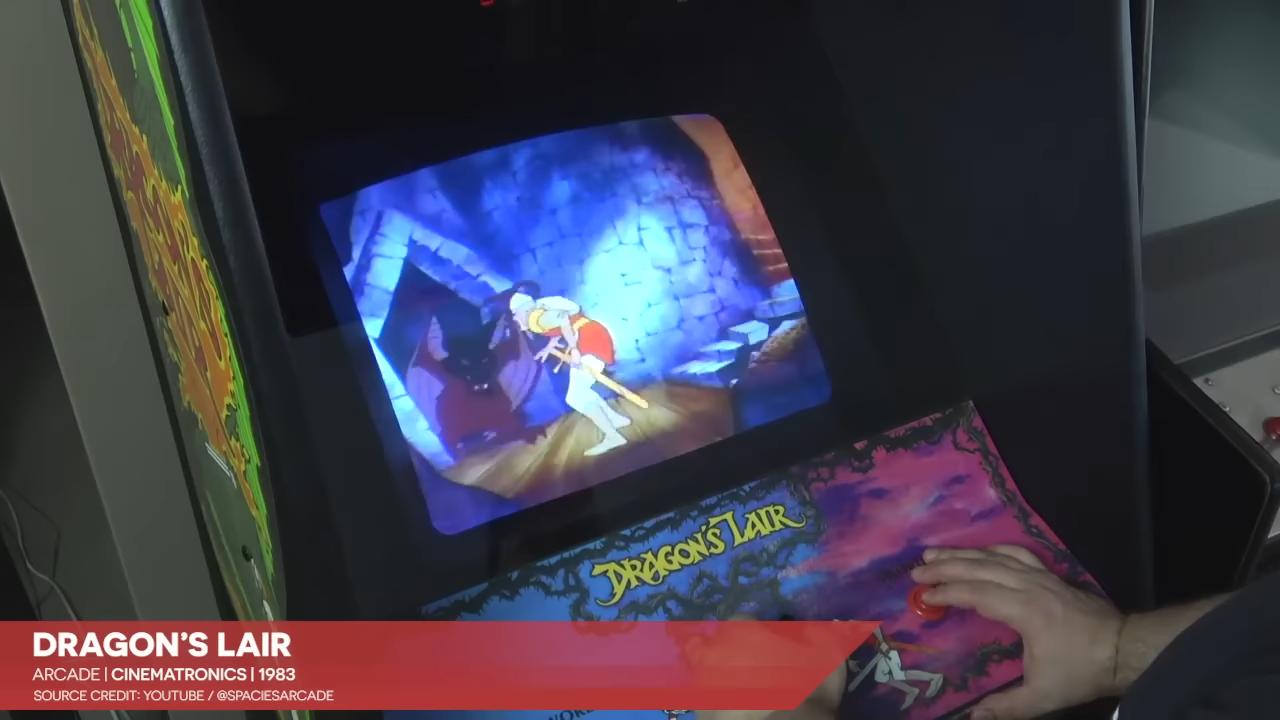 DRAGON'S LAIR
DRAGON'S LAIR
ARCADE | CINEMATRONICS | 1983
SOURCE CREDIT: YOUTUBE / @SPACIESARCADE